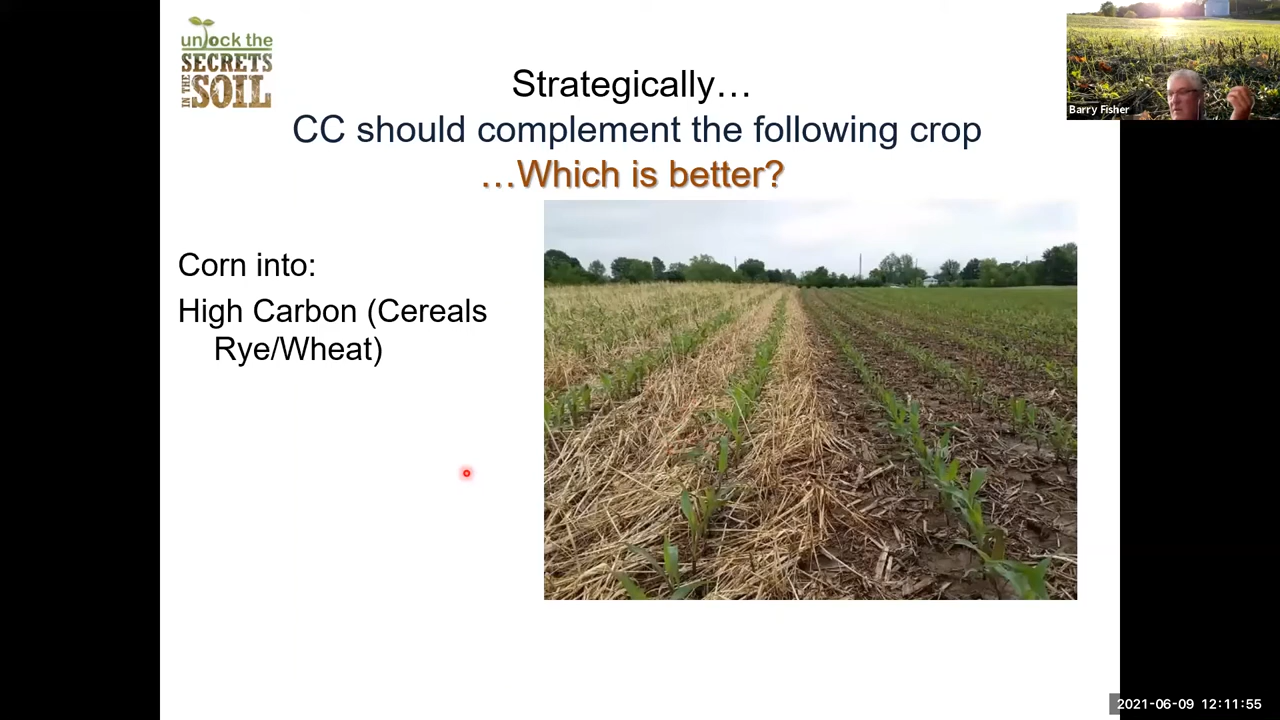 unlock the
SECRETS
IN THE
SOIL
Strategically…
CC should complement the following crop
…Which is better?
Corn into:
High Carbon (Cereals
Rye/Wheat)
Barry Fisher
2021-06-09 12:11:55